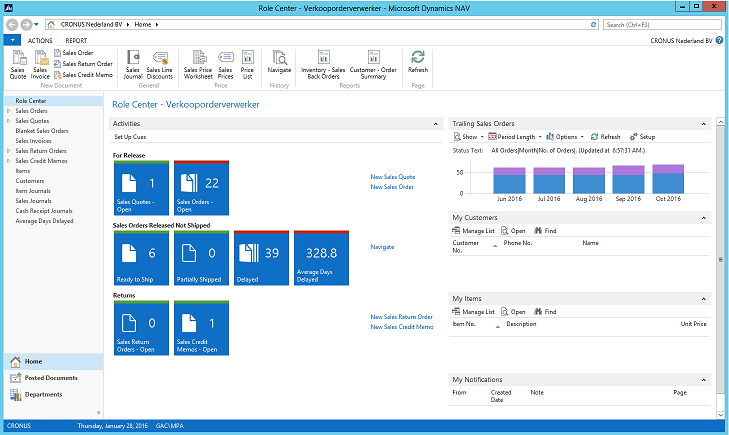 Role Center - Verkooporderverwerker - Microsoft Dynamics NAV
CRONUS Nederland BV
Home
Search (Ctrl+F3)
ACTIONS
REPORT
CRONUS Nederland BV
Sales Quote
Sales Invoice
Sales Order
Sales Return Order
Sales Credit Memo
New Document
Sales Journal
Sales Line Discounts
General
Sales Price Worksheet
Sales Prices
Price List
Price
Navigate
History
Inventory - Sales Back Orders
Customer - Order Summary
Reports
Refresh
Page
Role Center
Sales Orders
Sales Quotes
Blanket Sales Orders
Sales Invoices
Sales Return Orders
Sales Credit Memos
Items
Customers
Item Journals
Sales Journals
Cash Receipt Journals
Average Days Delayed
Home
Posted Documents
Departments
Role Center - Verkooporderverwerker
Activities
Set Up Cues
For Release
1
Sales Quotes - Open
22
Sales Orders - Open
New Sales Quote
New Sales Order
Sales Orders Released Not Shipped
6
Ready to Ship
0
Partially Shipped
39
Delayed
328.8
Average Days Delayed
Navigate
Returns
0
Sales Return Orders - Open
1
Sales Credit Memos - Open
New Sales Return Order
New Sales Credit Memo
Trailing Sales Orders
Show
Period Length
Options
Refresh
Setup
Status Text: All Orders|Month|No. of Orders|. (Updated at 6:57:31 AM.)
50
0
Jun 2016 Jul 2016 Aug 2016 Sep 2016 Oct 2016
My Customers
Manage List Open Find
Customer No. Phone No. Name
My Items
Manage List Open Find
Item No. Description Unit Price
My Notifications
From Created Date Note Page
CRONUS Thursday, January 28, 2016 GAC\MPA